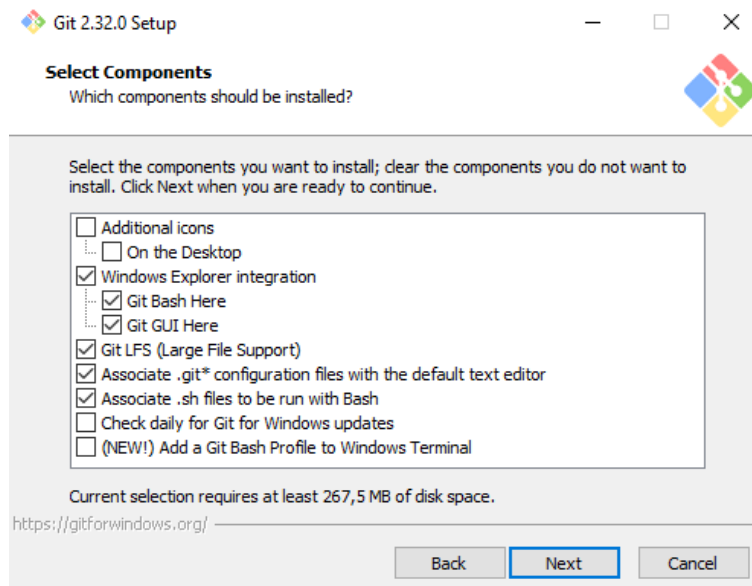 Git 2.32.0 Setup
Select Components
Which components should be installed?
Select the components you want to install; clear the components you do not want to
install. Click Next when you are ready to continue.
Additional icons
On the Desktop
Windows Explorer integration
Git Bash Here
Git GUI Here
Git LFS (Large File Support)
Associate .git* configuration files with the default text editor
Associate .sh files to be run with Bash
Check daily for Git for Windows updates
(NEW!) Add a Git Bash Profile to Windows Terminal
Current selection requires at least 267,5 MB of disk space.
https://gitforwindows.org/
Back Next Cancel